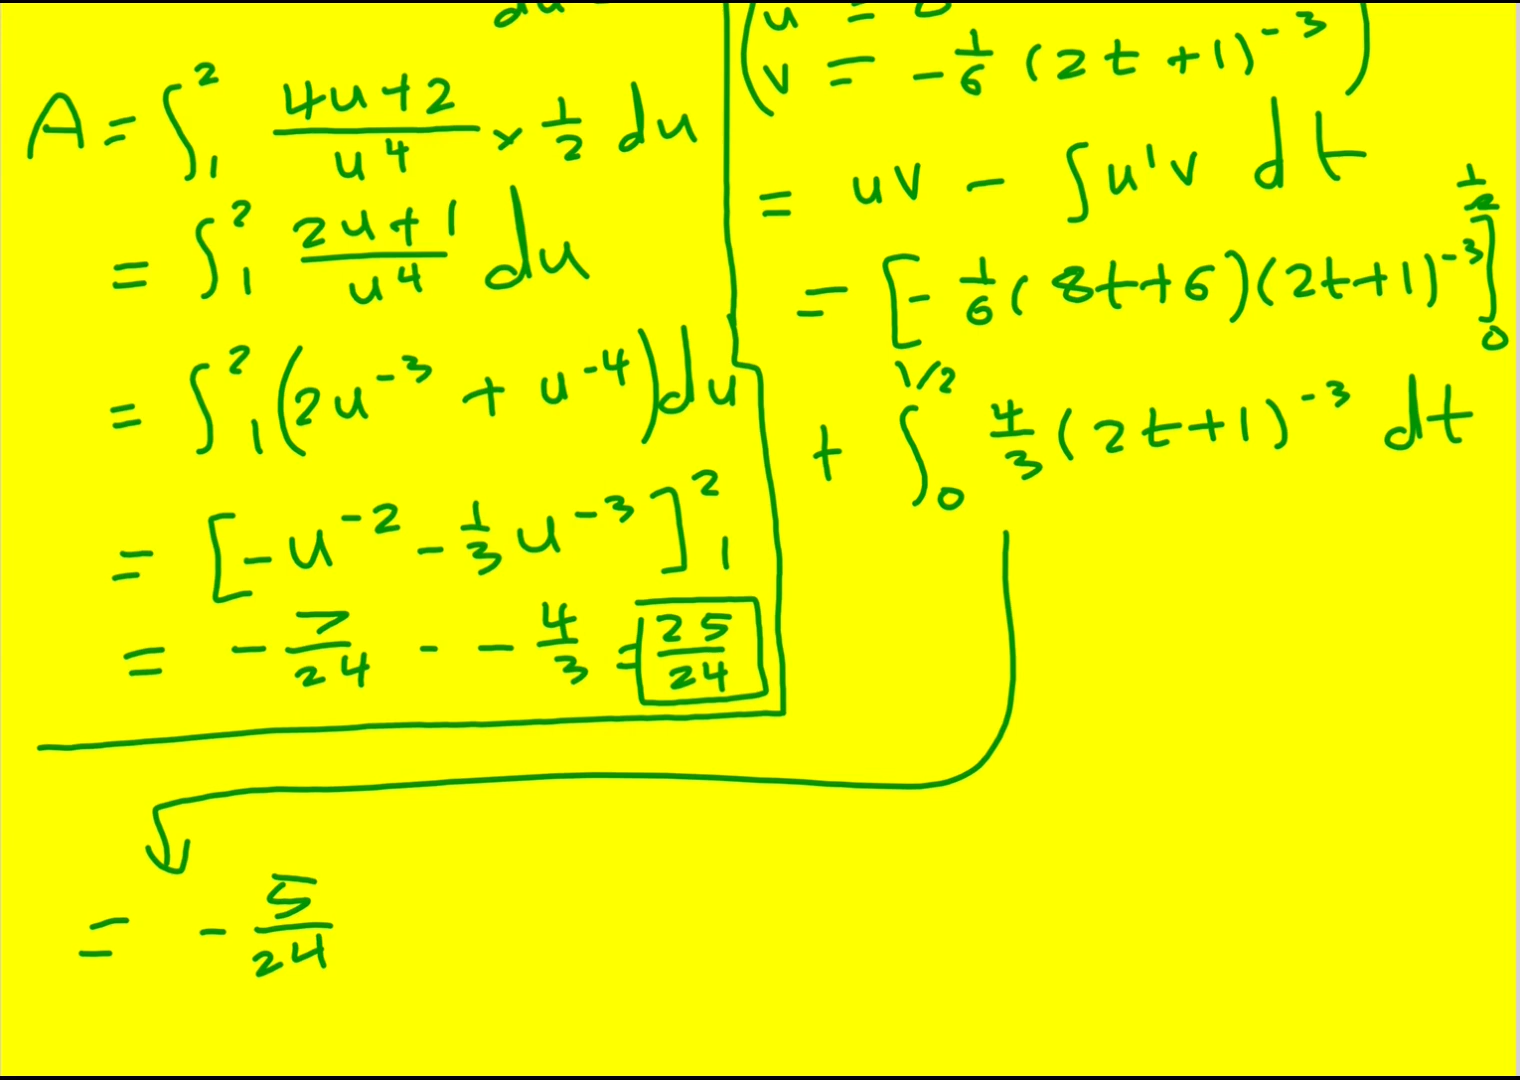 du
A = ∫₁² (4u+2)/u⁴ × 1/2 du
= ∫₁² (2u+1)/u⁴ du
= ∫₁² (2u⁻³ + u⁻⁴) du
= [-u⁻² - 1/3 u⁻³]₁²
= -7/24 - -4/3 = 25/24
v = -1/6 (2t+1)⁻³
= uv - ∫u'v dt
= [-1/6 (8t+6)(2t+1)⁻³]₀^(1/2)
+ ∫₀^(1/2) 4/3 (2t+1)⁻³ dt
= -5/24